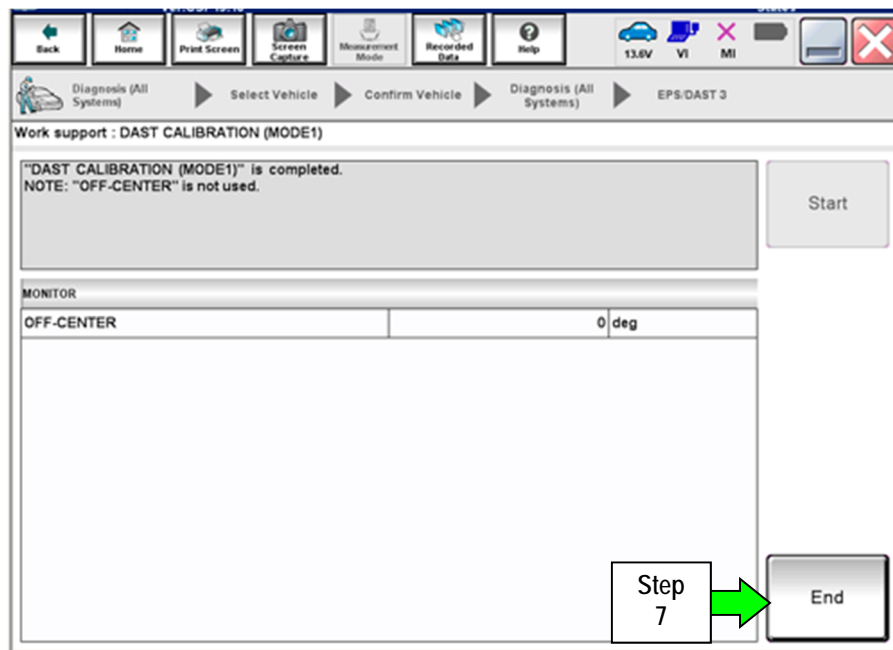 Back
Home
Print Screen
Screen
Capture
Measurement
Mode
Recorded
Data
Help
13.6V
VI
MI
Diagnosis (All
Systems)
Select Vehicle
Confirm Vehicle
Diagnosis (All
Systems)
EPS/DAST 3
Work support : DAST CALIBRATION (MODE1)
"DAST CALIBRATION (MODE1)" is completed.
NOTE: "OFF-CENTER" is not used.
Start
MONITOR
OFF-CENTER 0 deg
Step
7
End